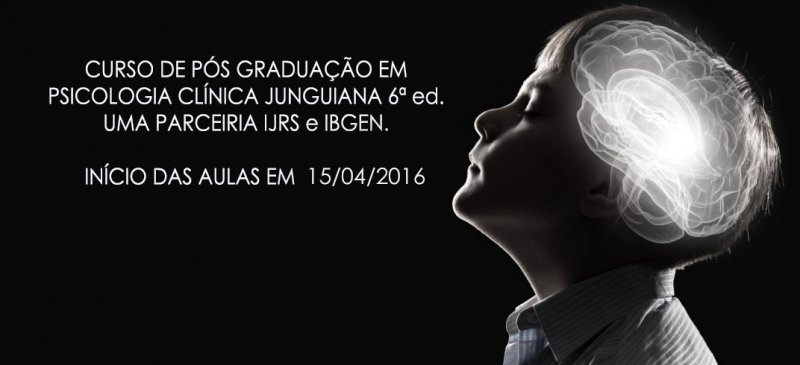 CURSO DE PÓS GRADUAÇÃO EM
PSICOLOGIA CLÍNICA JUNGUIANA 6ª ed.
UMA PARCEIRIA IJRS e IBGEN.
INÍCIO DAS AULAS EM 15/04/2016